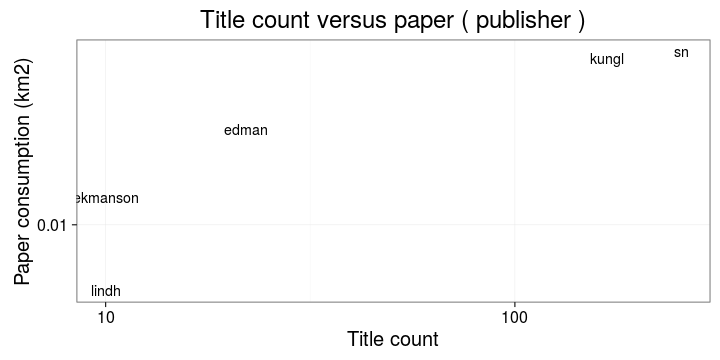 Title count versus paper ( publisher )
Paper consumption (km2)
sn
kungl
edman
ekmanson
0.01
lindh
10
100
Title count